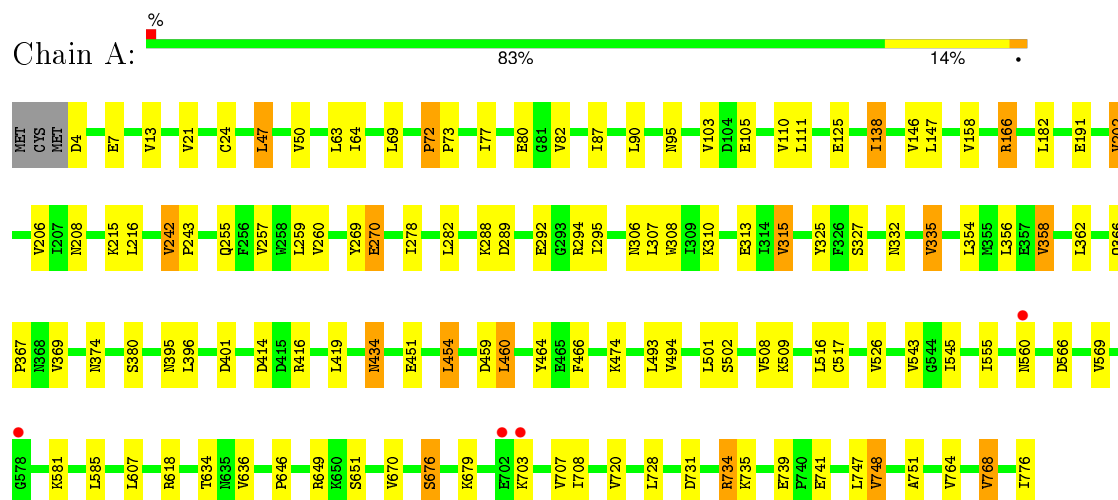 %
Chain A:
83% 14% •
MET CYS MET D4 E7 V13 V21 C24 L47 V50 L63 I64 L69 P72 P73 I77 E80 G81 V82 I87 L90 N95 V103 D104 E105 V110 L111 E125 I138 V146 L147 V158 R166 L182 E191
V206 I207 N208 K215 L216 V242 P243 Q255 F256 V257 W258 L259 V260 Y269 E270 I278 L282 K288 D289 E292 G293 R294 I295 N306 L307 W308 I309 K310 E313 I314 V315 Y325 F326 S327 N332 V335 L354 M355 L356 E357 V358 L362
P367 N368 V369 N374 S380 N395 L396 D401 D414 D415 R416 L419 N434 E451 L454 D459 L460 Y464 E465 F466 K474 L493 V494 L501 S502 V508 K509 L516 C517 V526 V543 G544 I545 I555 N560 D566 V569
G578 K581 L585 L607 R618 T634 N635 V636 P646 R649 K650 S651 V670 S676 K679 E702 K703 V707 I708 V720 L728 D731 R734 K735 E739 P740 E741 L747 V748 A751 V764 V768 I776